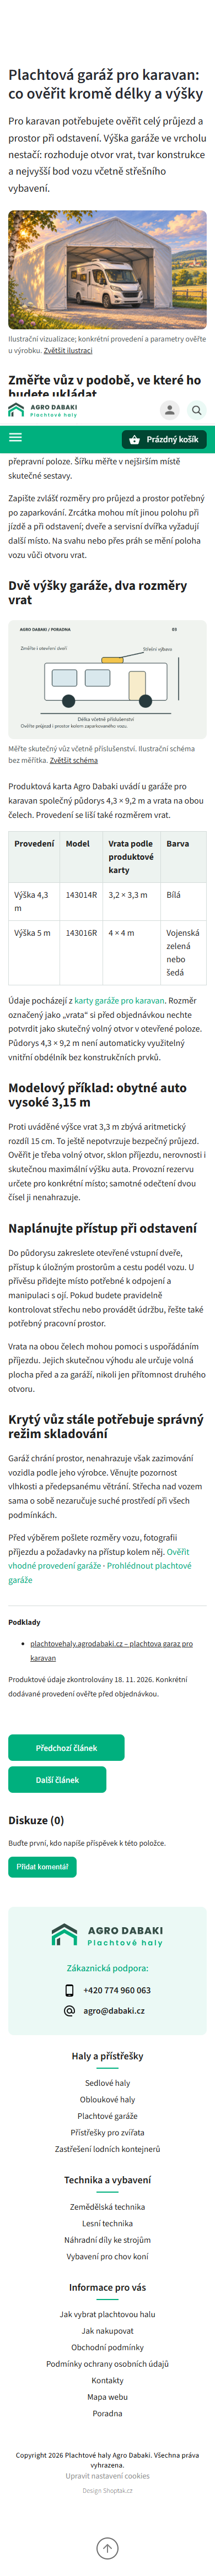 Plachtová garáž pro karavan:
co ověřit kromě délky a výšky
Pro karavan potřebujete ověřit celý průjezd a
prostor při odstavení. Výška garáže ve vrcholu
nestačí: rozhoduje otvor vrat, tvar konstrukce
a nejvyšší bod vozu včetně střešního
vybavení.
Ilustrační vizualizace; konkrétní provedení a parametry ověřte
u výrobku. Zvětšit ilustraci
Změřte vůz v podobě, ve které ho
budete ukládat
AGRO DABAKI
Plachtové haly
Prázdný košík
přepravní poloze. Šířku měřte v nejširším místě
skutečné sestavy.
Zapište zvlášť rozměry pro průjezd a prostor potřebný
po zaparkování. Zrcátka mohou mít jinou polohu při
jízdě a při odstavení; dveře a servisní dvířka vyžadují
další místo. Na svahu nebo přes práh se mění poloha
vozu vůči otvoru vrat.
Dvě výšky garáže, dva rozměry
vrat
AGRO DABAKI / PORADNA
03
Změřte i otevření dveří
Střešní výbava
Délka včetně příslušenství
Ověřte průjezd i prostor kolem zaparkovaného vozu.
Měřte skutečný vůz včetně příslušenství. Ilustrační schéma
bez měřítka. Zvětšit schéma
Produktová karta Agro Dabaki uvádí u garáže pro
karavan společný půdorys 4,3 × 9,2 m a vrata na obou
čelech. Provedení se liší také rozměrem vrat.
Provedení Model Vrata podle produktové karty Barva
Výška 4,3 m 143014R 3,2 × 3,3 m Bílá
Výška 5 m 143016R 4 × 4 m Vojenská zelená nebo šedá
Údaje pocházejí z karty garáže pro karavan. Rozměr
označený jako „vrata“ si před objednávkou nechte
potvrdit jako skutečný volný otvor v otevřené poloze.
Půdorys 4,3 × 9,2 m není automaticky využitelný
vnitřní obdélník bez konstrukčních prvků.
Modelový příklad: obytné auto
vysoké 3,15 m
Proti uváděné výšce vrat 3,3 m zbývá aritmetický
rozdíl 15 cm. To ještě nepotvrzuje bezpečný průjezd.
Ověřit je třeba volný otvor, sklon příjezdu, nerovnosti i
skutečnou maximální výšku auta. Provozní rezervu
určete pro konkrétní místo; samotné odečtení dvou
čísel ji nenahrazuje.
Naplánujte přístup při odstavení
Do půdorysu zakreslete otevřené vstupní dveře,
přístup k úložným prostorům a cestu podél vozu. U
přívěsu přidejte místo potřebné k odpojení a
manipulaci s ojí. Pokud budete pravidelně
kontrolovat střechu nebo provádět údržbu, řešte také
potřebný pracovní prostor.
Vrata na obou čelech mohou pomoci s uspořádáním
příjezdu. Jejich skutečnou výhodu ale určuje volná
plocha před a za garáží, nikoli jen přítomnost druhého
otvoru.
Krytý vůz stále potřebuje správný
režim skladování
Garáž chrání prostor, nenahrazuje však zazimování
vozidla podle jeho výrobce. Věnujte pozornost
vlhkosti a předepsanému větrání. Střecha nad vozem
sama o sobě nezaručuje suché prostředí při všech
podmínkách.
Před výběrem pošlete rozměry vozu, fotografii
příjezdu a požadavky na přístup kolem něj. Ověřit
vhodné provedení garáže · Prohlédnout plachtové
garáže
Podklady
plachtovehaly.agrodabaki.cz – plachtova garaz pro
karavan
Produktové údaje zkontrolovány 18. 11. 2026. Konkrétní
dodávané provedení ověřte před objednávkou.
Předchozí článek
Další článek
Diskuze (0)
Buďte první, kdo napíše příspěvek k této položce.
Přidat komentář
AGRO DABAKI
Plachtové haly
Zákaznická podpora:
+420 774 960 063
agro@dabaki.cz
Haly a přístřešky
Sedlové haly
Obloukové haly
Plachtové garáže
Přístřešky pro zvířata
Zastřešení lodních kontejnerů
Technika a vybavení
Zemědělská technika
Lesní technika
Náhradní díly ke strojům
Vybavení pro chov koní
Informace pro vás
Jak vybrat plachtovou halu
Jak nakupovat
Obchodní podmínky
Podmínky ochrany osobních údajů
Kontakty
Mapa webu
Poradna
Copyright 2026 Plachtové haly Agro Dabaki. Všechna práva
vyhrazena.
Upravit nastavení cookies
Design Shoptak.cz